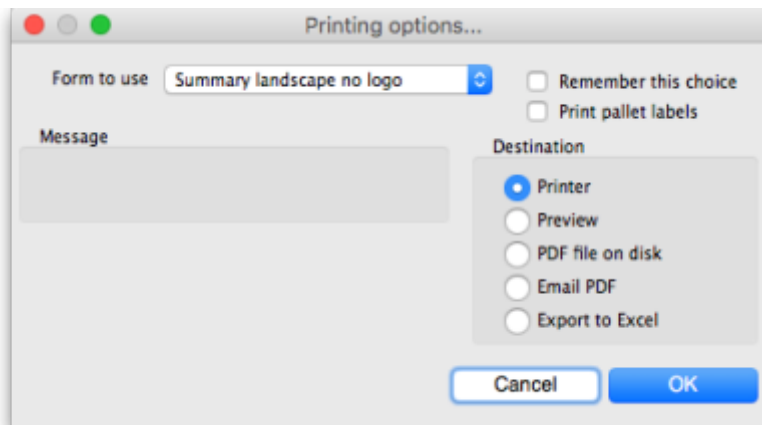 Printing options...
Form to use Summary landscape no logo
Remember this choice
Print pallet labels
Message
Destination
Printer
Preview
PDF file on disk
Email PDF
Export to Excel
Cancel OK